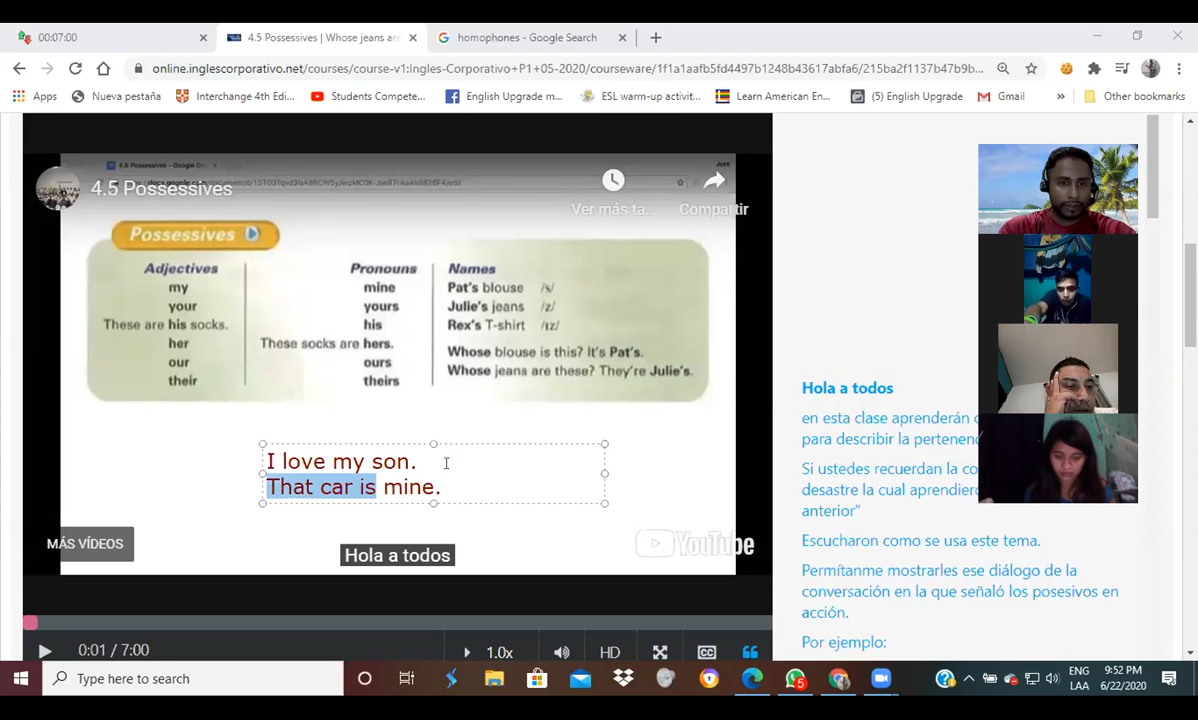 00:07:00
4.5 Possessives | Whose jeans are
homophones - Google Search
online.inglescorporativo.net/courses/course-v1:Ingles-Corporativo+P1+05-2020/courseware/1f1a1aafb5fd4497b1248b43617abfa6/215ba2f1137b47b9b...
Apps
Nueva pestaña
Interchange 4th Edi...
Students Compete...
English Upgrade m...
ESL warm-up activit...
Learn American En...
(5) English Upgrade
Gmail
»
Other bookmarks
4.5 Possessives - Google Do
June
4.5 Possessives
Ver más ta...
Compartir
Possessives
Adjectives Pronouns Names
my mine Pat's blouse /s/
your yours Julie's jeans /z/
These are his socks. his Rex's T-shirt /ɪz/
her These socks are hers.
our ours Whose blouse is this? It's Pat's.
their theirs Whose jeans are these? They're Julie's.
I love my son.
That car is mine.
MÁS VÍDEOS
Hola a todos
YouTube
0:01 / 7:00
1.0x
HD
CC
Hola a todos
en esta clase aprenderán
para describir la pertenen
Si ustedes recuerdan la co
desastre la cual aprendier
anterior”
Escucharon como se usa este tema.
Permítanme mostrarles ese diálogo de la
conversación en la que señaló los posesivos en
acción.
Por ejemplo:
Type here to search
5
ENG
LAA
9:52 PM
6/22/2020